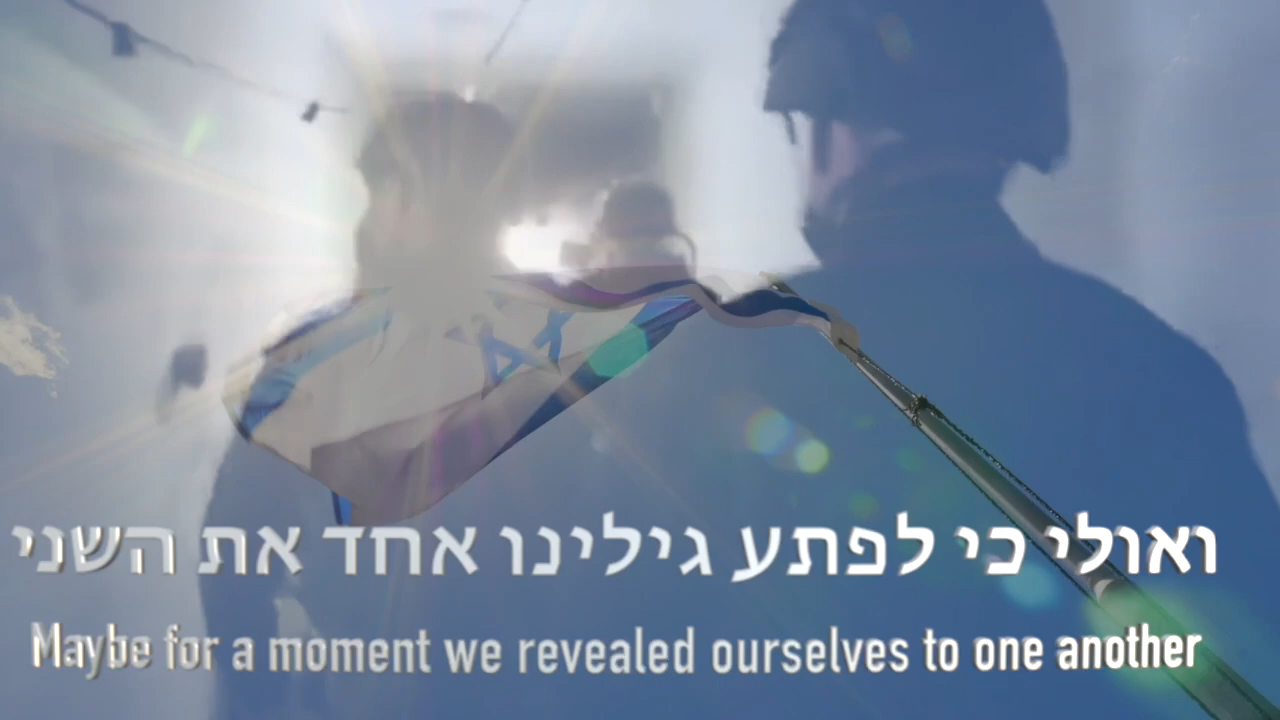 ואולי כי לפתע גילינו אחד את השני
Maybe for a moment we revealed ourselves to one another